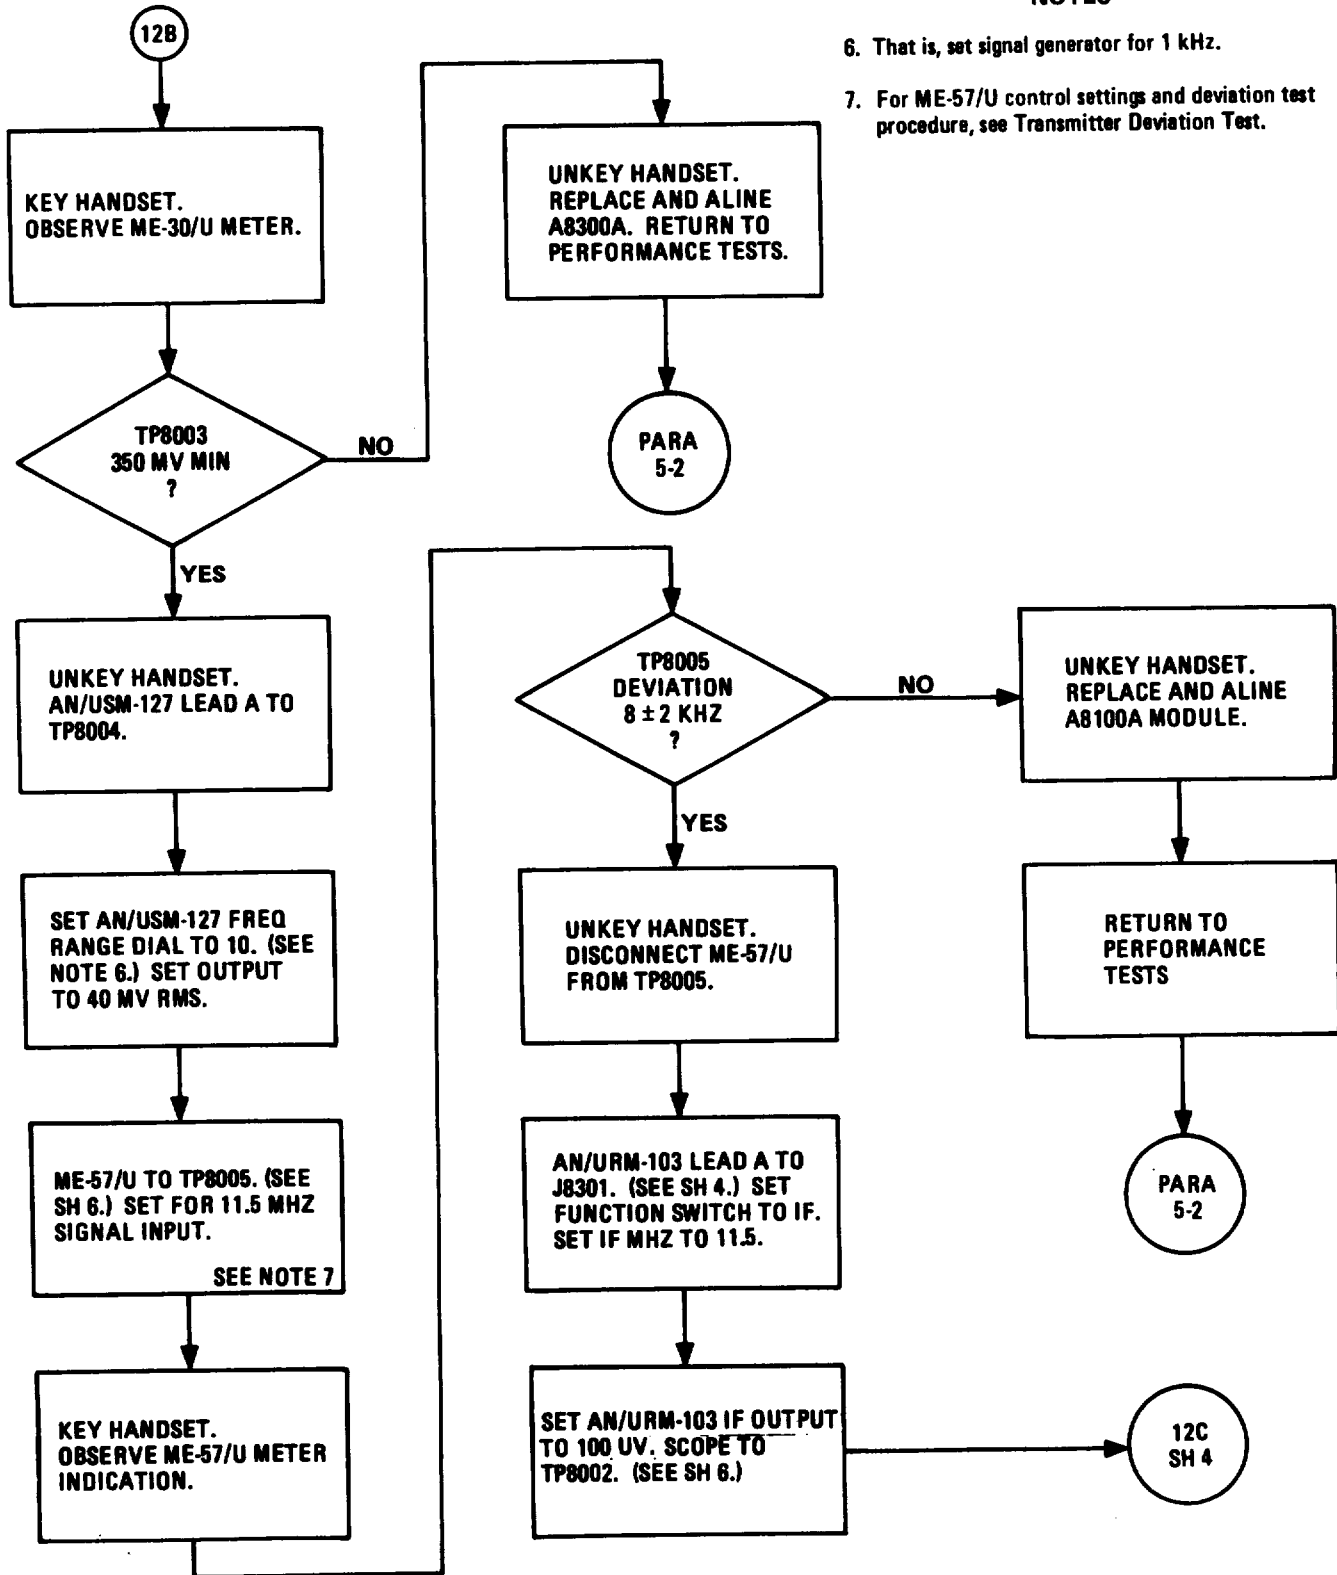 NOTES
6. That is, set signal generator for 1 kHz.
7. For ME-57/U control settings and deviation test
procedure, see Transmitter Deviation Test.
12B
KEY HANDSET.
OBSERVE ME-30/U METER.
TP8003
350 MV MIN
?
NO
YES
UNKEY HANDSET.
REPLACE AND ALINE
A8300A. RETURN TO
PERFORMANCE TESTS.
PARA
5-2
UNKEY HANDSET.
AN/USM-127 LEAD A TO
TP8004.
SET AN/USM-127 FREQ
RANGE DIAL TO 10. (SEE
NOTE 6.) SET OUTPUT
TO 40 MV RMS.
ME-57/U TO TP8005. (SEE
SH 6.) SET FOR 11.5 MHZ
SIGNAL INPUT.
SEE NOTE 7
KEY HANDSET.
OBSERVE ME-57/U METER
INDICATION.
TP8005
DEVIATION
8 ± 2 KHZ
?
NO
YES
UNKEY HANDSET.
REPLACE AND ALINE
A8100A MODULE.
RETURN TO
PERFORMANCE
TESTS
PARA
5-2
UNKEY HANDSET.
DISCONNECT ME-57/U
FROM TP8005.
AN/URM-103 LEAD A TO
J8301. (SEE SH 4.) SET
FUNCTION SWITCH TO IF.
SET IF MHZ TO 11.5.
SET AN/URM-103 IF OUTPUT
TO 100 UV. SCOPE TO
TP8002. (SEE SH 6.)
12C
SH 4